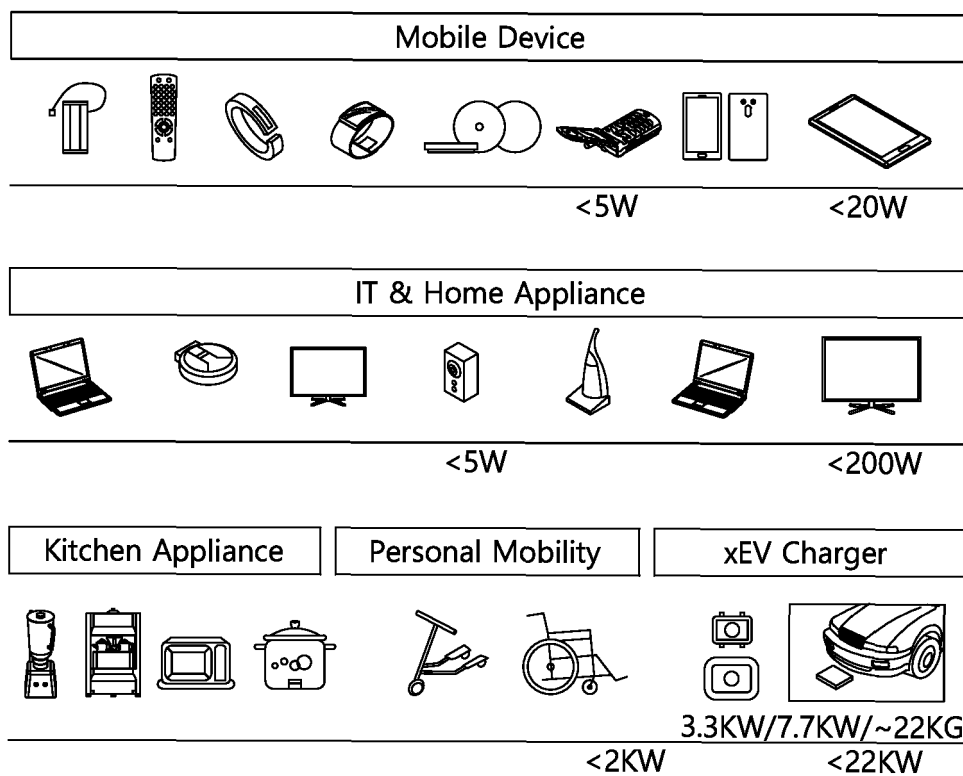 Mobile Device
<5W <20W
IT & Home Appliance
<5W <200W
Kitchen Appliance Personal Mobility xEV Charger
3.3KW/7.7KW/~22KG
<2KW <22KW